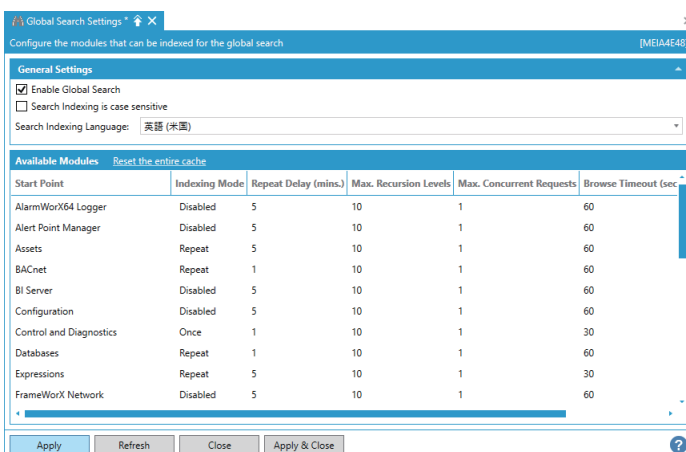 Global Search Settings *
Configure the modules that can be indexed for the global search [MEIA4E48]
General Settings
Enable Global Search
Search Indexing is case sensitive
Search Indexing Language: 英語 (米国)
Available Modules Reset the entire cache
Start Point Indexing Mode Repeat Delay (mins.) Max. Recursion Levels Max. Concurrent Requests Browse Timeout (sec
AlarmWorX64 Logger Disabled 5 10 1 60
Alert Point Manager Disabled 5 10 1 60
Assets Repeat 5 10 1 60
BACnet Repeat 1 10 1 60
BI Server Disabled 5 10 1 60
Configuration Disabled 5 10 1 60
Control and Diagnostics Once 1 10 1 30
Databases Repeat 1 10 1 60
Expressions Repeat 5 10 1 30
FrameWorX Network Disabled 5 10 1 60
Apply Refresh Close Apply & Close ?